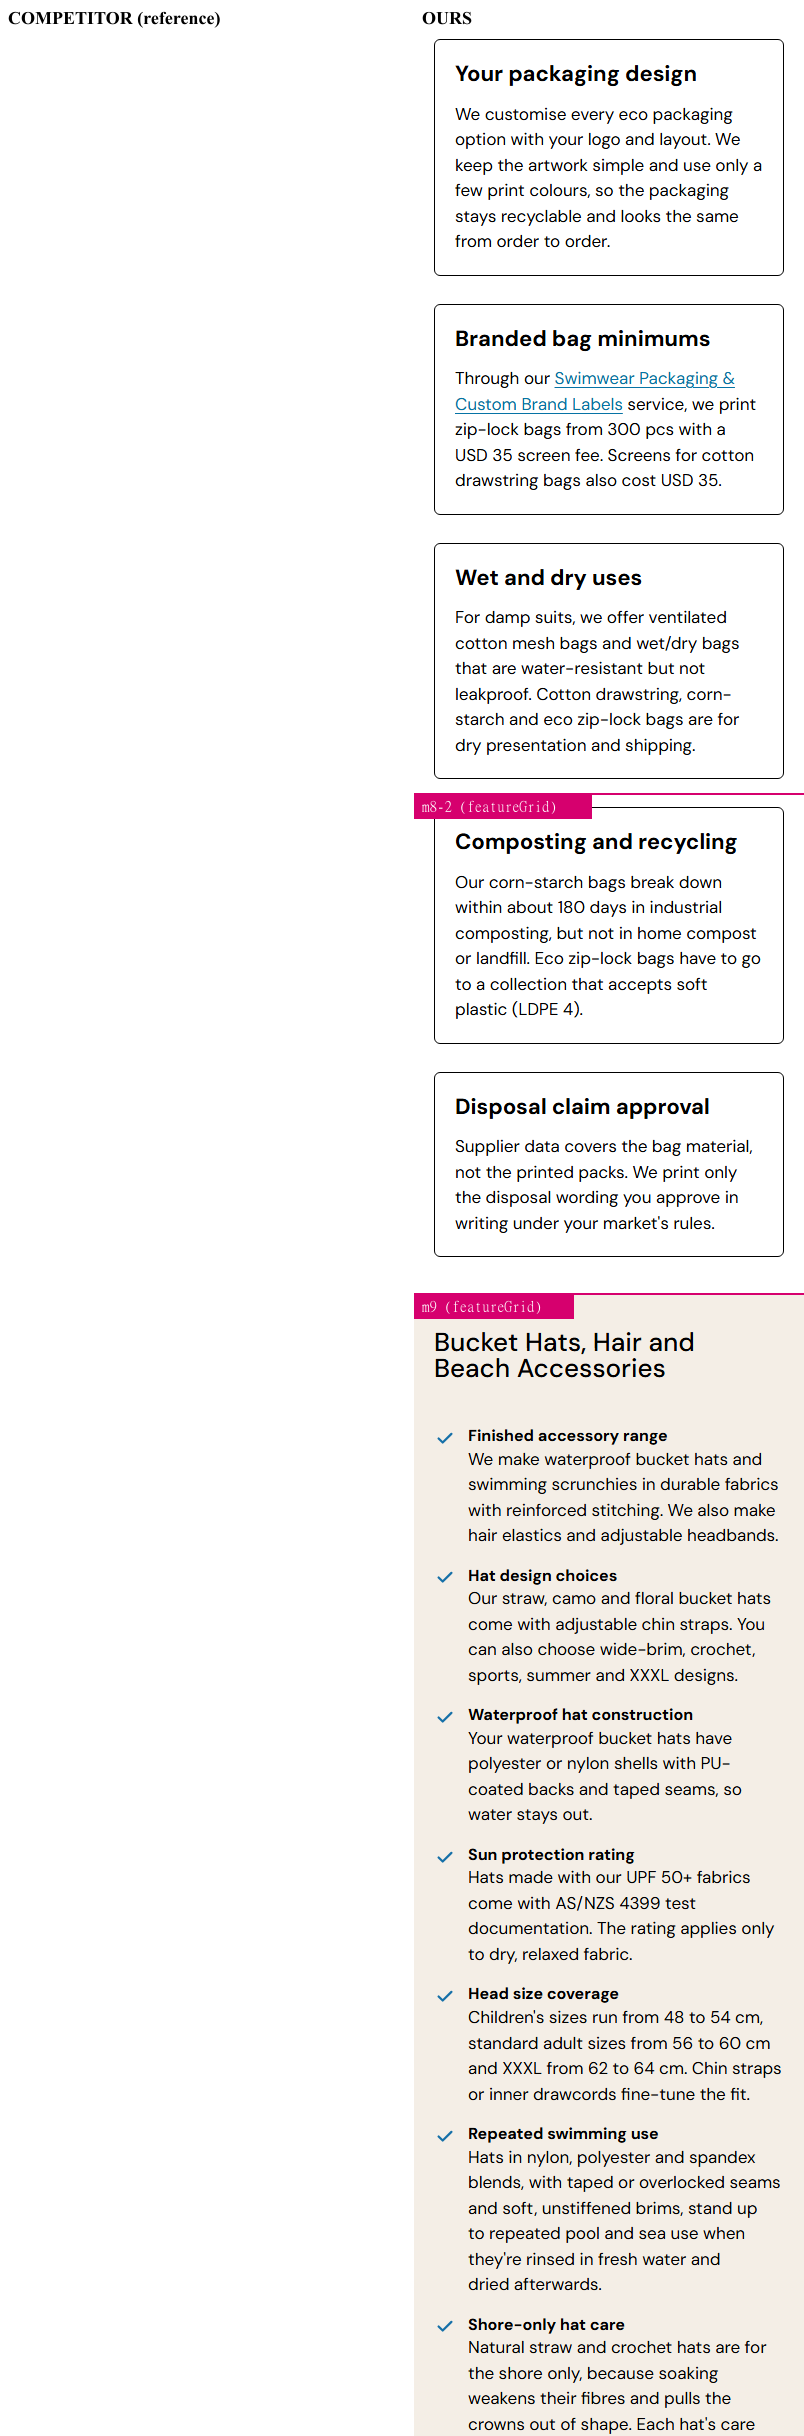 COMPETITOR (reference)
OURS
Your packaging design
We customise every eco packaging
option with your logo and layout. We
keep the artwork simple and use only a
few print colours, so the packaging
stays recyclable and looks the same
from order to order.
Branded bag minimums
Through our Swimwear Packaging &
Custom Brand Labels service, we print
zip-lock bags from 300 pcs with a
USD 35 screen fee. Screens for cotton
drawstring bags also cost USD 35.
Wet and dry uses
For damp suits, we offer ventilated
cotton mesh bags and wet/dry bags
that are water-resistant but not
leakproof. Cotton drawstring, corn-
starch and eco zip-lock bags are for
dry presentation and shipping.
m8-2 (featureGrid)
Composting and recycling
Our corn-starch bags break down
within about 180 days in industrial
composting, but not in home compost
or landfill. Eco zip-lock bags have to go
to a collection that accepts soft
plastic (LDPE 4).
Disposal claim approval
Supplier data covers the bag material,
not the printed packs. We print only
the disposal wording you approve in
writing under your market's rules.
m9 (featureGrid)
Bucket Hats, Hair and
Beach Accessories
Finished accessory range
We make waterproof bucket hats and
swimming scrunchies in durable fabrics
with reinforced stitching. We also make
hair elastics and adjustable headbands.
Hat design choices
Our straw, camo and floral bucket hats
come with adjustable chin straps. You
can also choose wide-brim, crochet,
sports, summer and XXXL designs.
Waterproof hat construction
Your waterproof bucket hats have
polyester or nylon shells with PU-
coated backs and taped seams, so
water stays out.
Sun protection rating
Hats made with our UPF 50+ fabrics
come with AS/NZS 4399 test
documentation. The rating applies only
to dry, relaxed fabric.
Head size coverage
Children's sizes run from 48 to 54 cm,
standard adult sizes from 56 to 60 cm
and XXXL from 62 to 64 cm. Chin straps
or inner drawcords fine-tune the fit.
Repeated swimming use
Hats in nylon, polyester and spandex
blends, with taped or overlocked seams
and soft, unstiffened brims, stand up
to repeated pool and sea use when
they're rinsed in fresh water and
dried afterwards.
Shore-only hat care
Natural straw and crochet hats are for
the shore only, because soaking
weakens their fibres and pulls the
crowns out of shape. Each hat's care